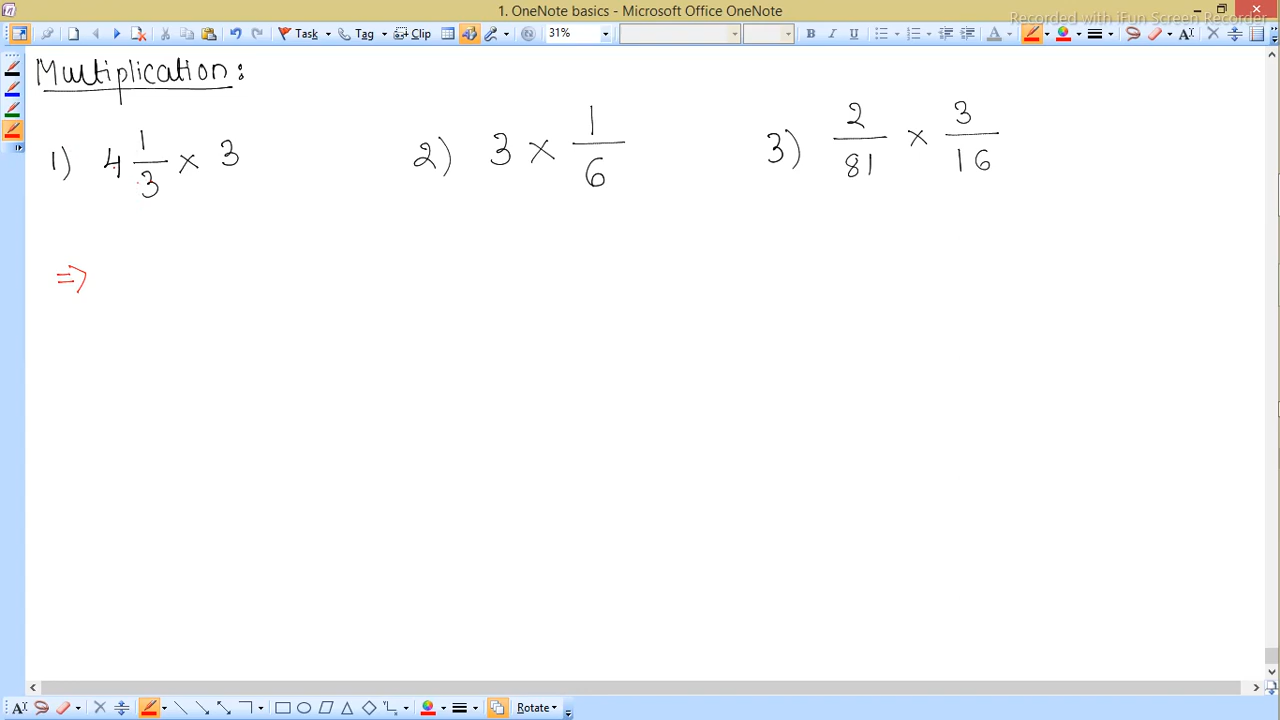 1. OneNote basics - Microsoft Office OneNote
Recorded with iFun Screen Recorder
Task Tag Clip 31% B I U A
Multiplication:
1) 4 1/3 × 3 2) 3 × 1/6 3) 2/81 × 3/16
⇒
Rotate